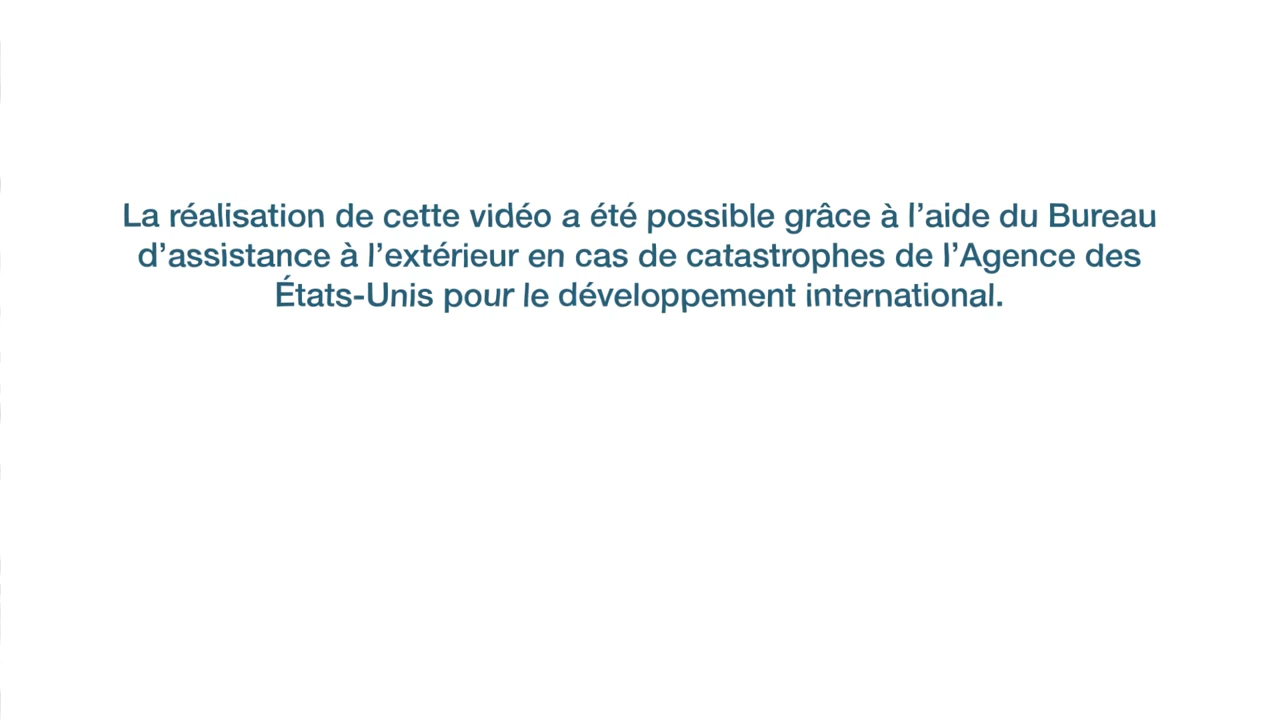 La réalisation de cette vidéo a été possible grâce à l’aide du Bureau
d’assistance à l’extérieur en cas de catastrophes de l’Agence des
États-Unis pour le développement international.